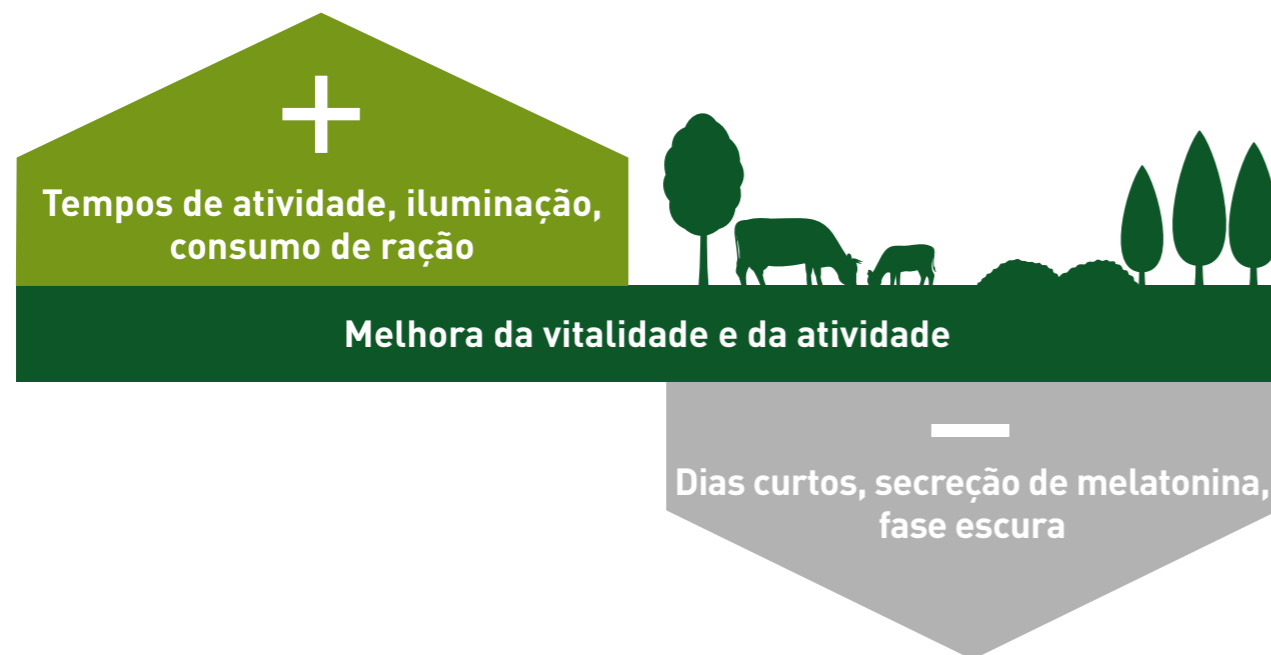 +
Tempos de atividade, iluminação,
consumo de ração
Melhora da vitalidade e da atividade
—
Dias curtos, secreção de melatonina,
fase escura